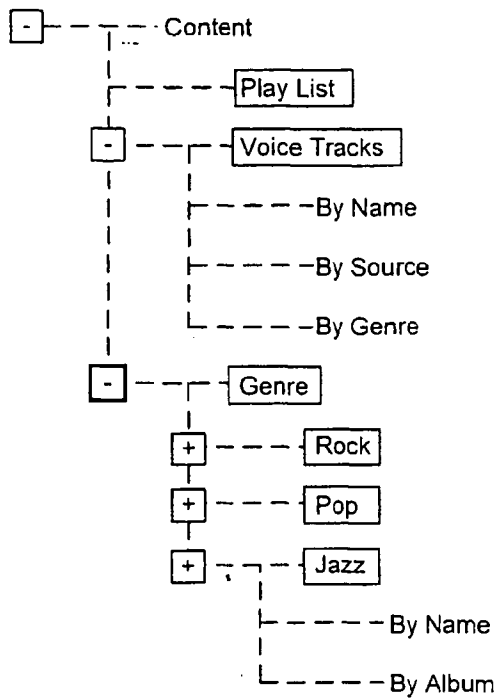 - Content
Play List
- Voice Tracks
By Name
By Source
By Genre
- Genre
+ Rock
+ Pop
+ Jazz
By Name
By Album